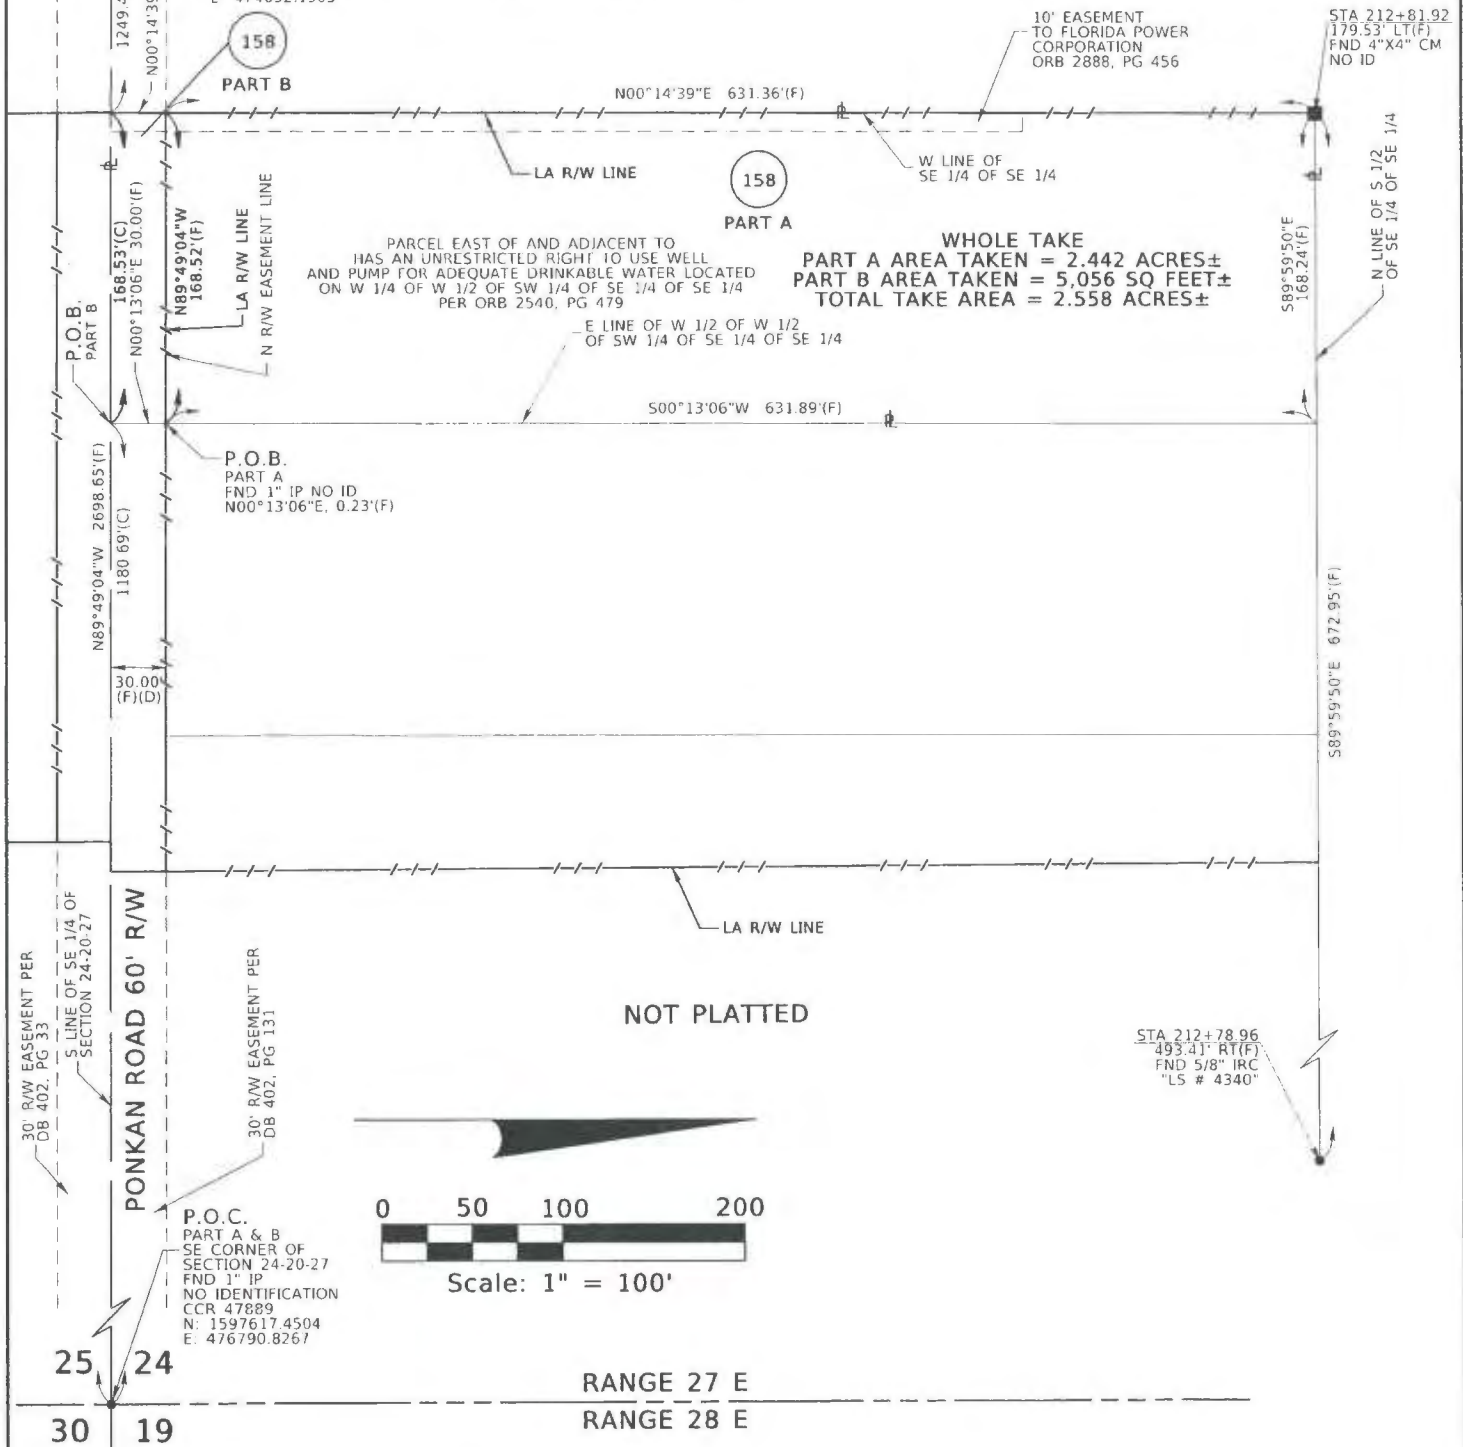 1249.4
N00°14'39
158
PART B
10' EASEMENT
TO FLORIDA POWER
CORPORATION
ORB 2888, PG 456
STA 212+81.92
179.53' LT(F)
FND 4"X4" CM
NO ID
N00°14'39"E 631.36'(F)
LA R/W LINE
158
PART A
W LINE OF
SE 1/4 OF SE 1/4
N LINE OF S 1/2
OF SE 1/4 OF SE 1/4
168.53'(C)
N00°13'06"E 30.00'(F)
N89°49'04"W
168.52'(F)
LA R/W LINE
N R/W EASEMENT LINE
PARCEL EAST OF AND ADJACENT TO
HAS AN UNRESTRICTED RIGHT TO USE WELL
AND PUMP FOR ADEQUATE DRINKABLE WATER LOCATED
ON W 1/4 OF W 1/2 OF SW 1/4 OF SE 1/4 OF SE 1/4
PER ORB 2540, PG 479
WHOLE TAKE
PART A AREA TAKEN = 2.442 ACRES±
PART B AREA TAKEN = 5,056 SQ FEET±
TOTAL TAKE AREA = 2.558 ACRES±
S89°59'50"E
168.24'(F)
P.O.B.
PART B
E LINE OF W 1/2 OF W 1/2
OF SW 1/4 OF SE 1/4 OF SE 1/4
S00°13'06"W 631.89'(F)
P.O.B.
PART A
FND 1" IP NO ID
N00°13'06"E, 0.23'(F)
N89°49'04"W 2698.65'(F)
1180 69'(C)
30.00
(F)(D)
S89°59'50"E 672.95'(F)
LA R/W LINE
30' R/W EASEMENT PER
DB 402, PG 33
S LINE OF SE 1/4 OF
SECTION 24-20-27
PONKAN ROAD 60' R/W
30' R/W EASEMENT PER
DB 402, PG 131
NOT PLATTED
STA 212+78.96
493.41' RT(F)
FND 5/8" IRC
"LS # 4340"
P.O.C.
PART A & B
SE CORNER OF
SECTION 24-20-27
FND 1" IP
NO IDENTIFICATION
CCR 47889
N: 1597617.4504
E: 476790.8267
0 50 100 200
Scale: 1" = 100'
25 24
30 19
RANGE 27 E
RANGE 28 E